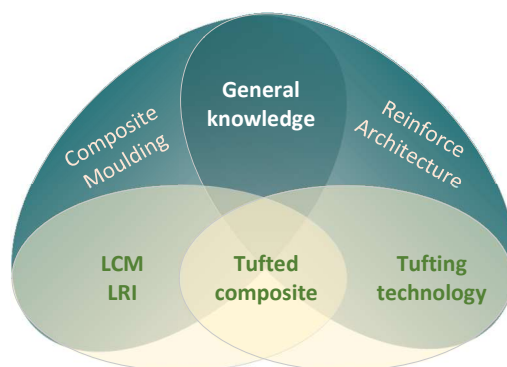 General
knowledge
Composite
Moulding
Reinforce
Architecture
LCM
LRI
Tufted
composite
Tufting
technology